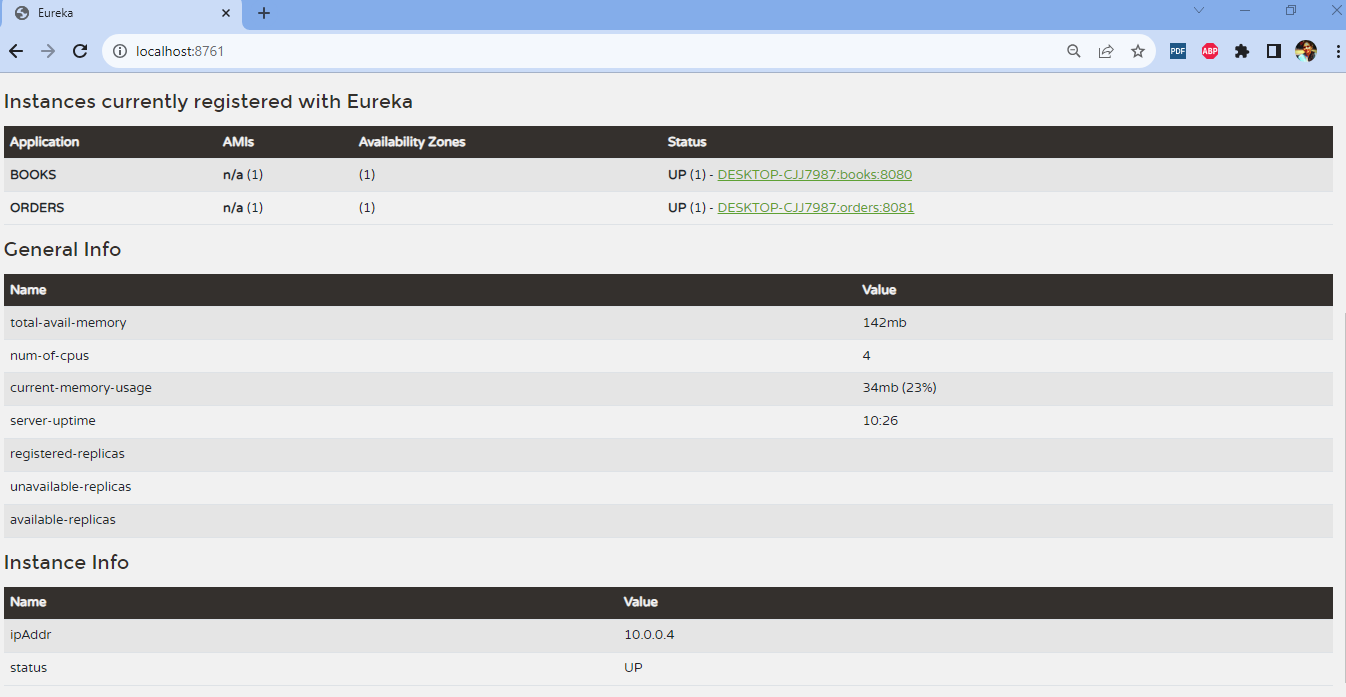 Eureka
localhost:8761
PDF
ABP
Instances currently registered with Eureka
Application AMIs Availability Zones Status
BOOKS n/a (1) (1) UP (1) - DESKTOP-CJJ7987:books:8080
ORDERS n/a (1) (1) UP (1) - DESKTOP-CJJ7987:orders:8081
General Info
Name Value
total-avail-memory 142mb
num-of-cpus 4
current-memory-usage 34mb (23%)
server-uptime 10:26
registered-replicas
unavailable-replicas
available-replicas
Instance Info
Name Value
ipAddr 10.0.0.4
status UP